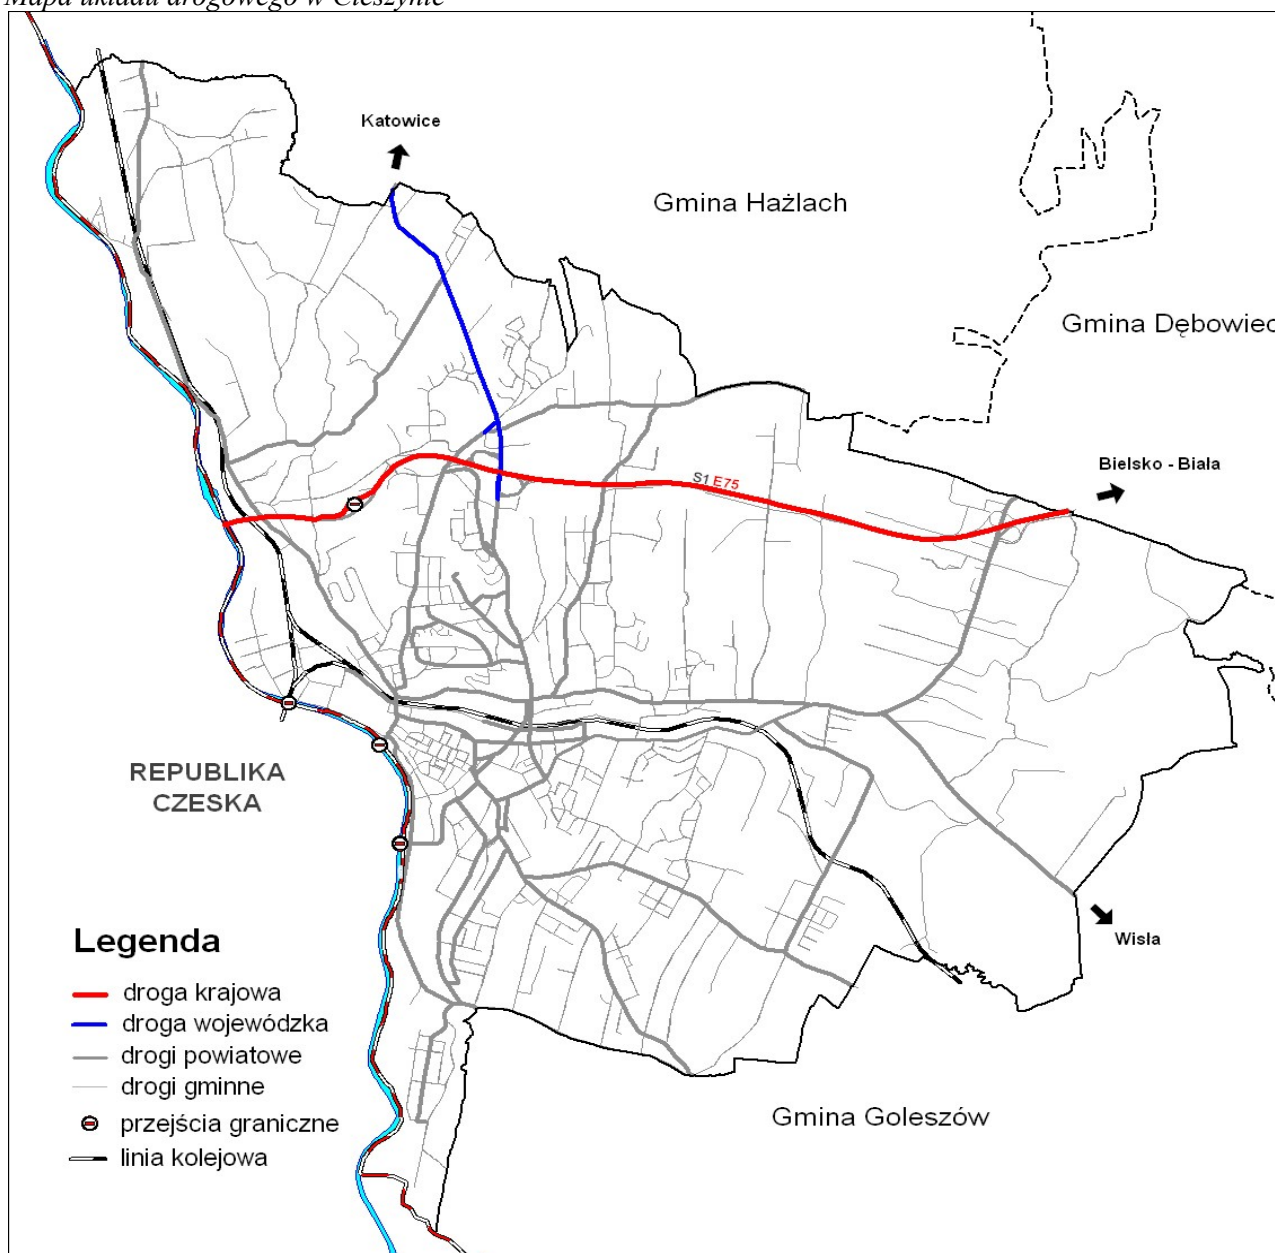 Mapa układu drogowego w Cieszynie
Katowice
Gmina Hażlach
Gmina Dębowiec
Bielsko - Biała
S1 E75
REPUBLIKA
CZESKA
Wisla
Legenda
droga krajowa
droga wojewódzka
drogi powiatowe
drogi gminne
przejścia graniczne
linia kolejowa
Gmina Goleszów